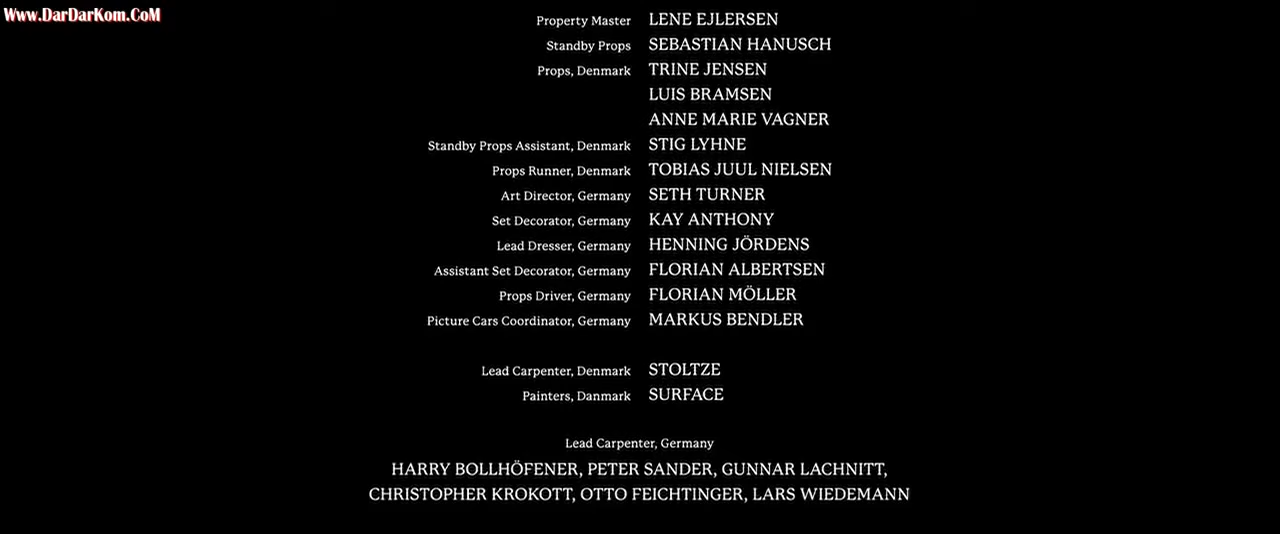 Www.DarDarKom.CoM
Property Master LENE EJLERSEN
Standby Props SEBASTIAN HANUSCH
Props, Denmark TRINE JENSEN
LUIS BRAMSEN
ANNE MARIE VAGNER
Standby Props Assistant, Denmark STIG LYHNE
Props Runner, Denmark TOBIAS JUUL NIELSEN
Art Director, Germany SETH TURNER
Set Decorator, Germany KAY ANTHONY
Lead Dresser, Germany HENNING JÖRDENS
Assistant Set Decorator, Germany FLORIAN ALBERTSEN
Props Driver, Germany FLORIAN MÖLLER
Picture Cars Coordinator, Germany MARKUS BENDLER
Lead Carpenter, Denmark STOLTZE
Painters, Danmark SURFACE
Lead Carpenter, Germany
HARRY BOLLHÖFENER, PETER SANDER, GUNNAR LACHNITT,
CHRISTOPHER KROKOTT, OTTO FEICHTINGER, LARS WIEDEMANN